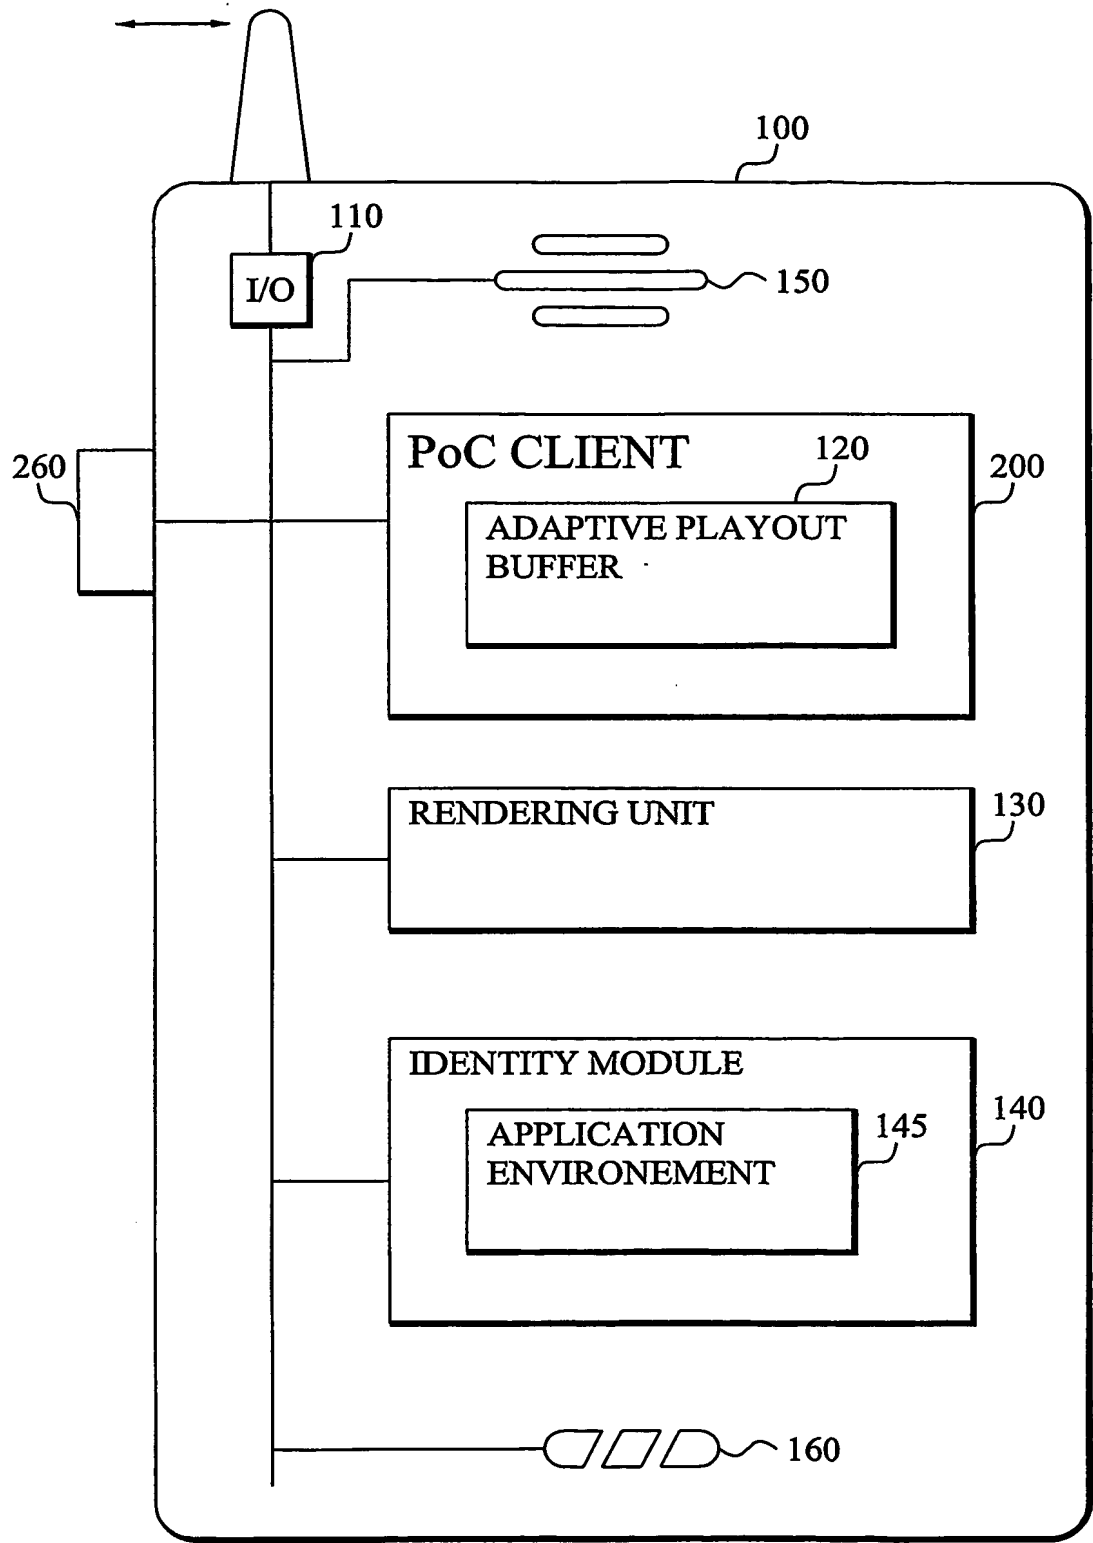 100
110
I/O
150
PoC CLIENT
120
260
200
ADAPTIVE PLAYOUT
BUFFER
RENDERING UNIT
130
IDENTITY MODULE
140
145
APPLICATION
ENVIRONEMENT
160